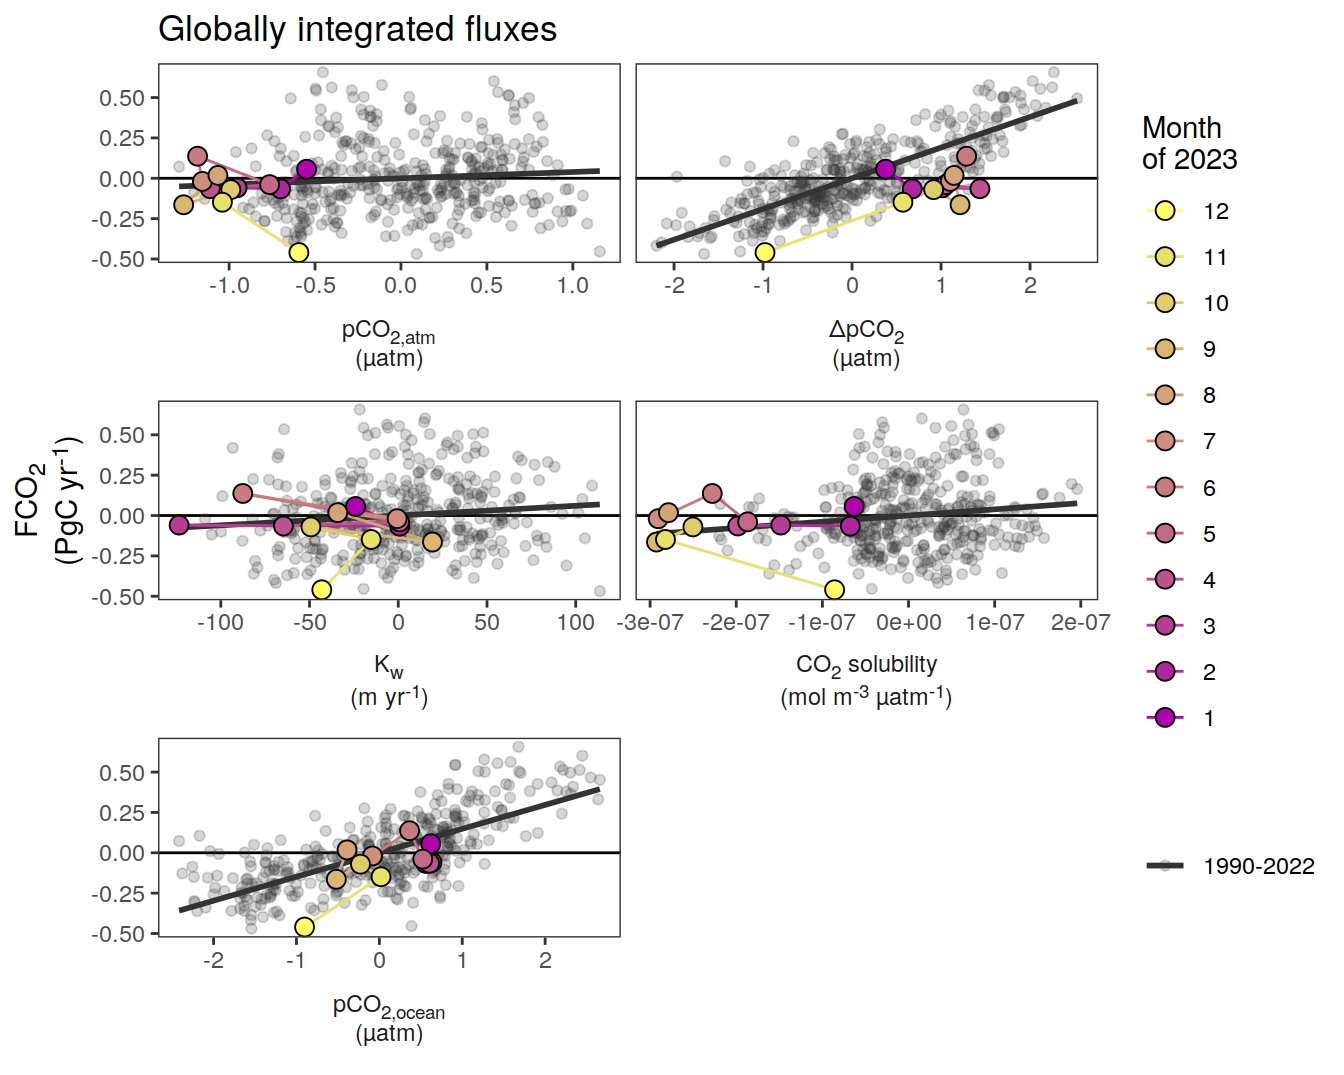 Globally integrated fluxes
FCO2
(PgC yr-1)
0.50
0.25
0.00
-0.25
-0.50
-1.0 -0.5 0.0 0.5 1.0
pCO2,atm
(µatm)
-2 -1 0 1 2
ΔpCO2
(µatm)
0.50
0.25
0.00
-0.25
-0.50
-100 -50 0 50 100
Kw
(m yr-1)
-3e-07 -2e-07 -1e-07 0e+00 1e-07 2e-07
CO2 solubility
(mol m-3 µatm-1)
0.50
0.25
0.00
-0.25
-0.50
-2 -1 0 1 2
pCO2,ocean
(µatm)
Month
of 2023
12
11
10
9
8
7
6
5
4
3
2
1
1990-2022